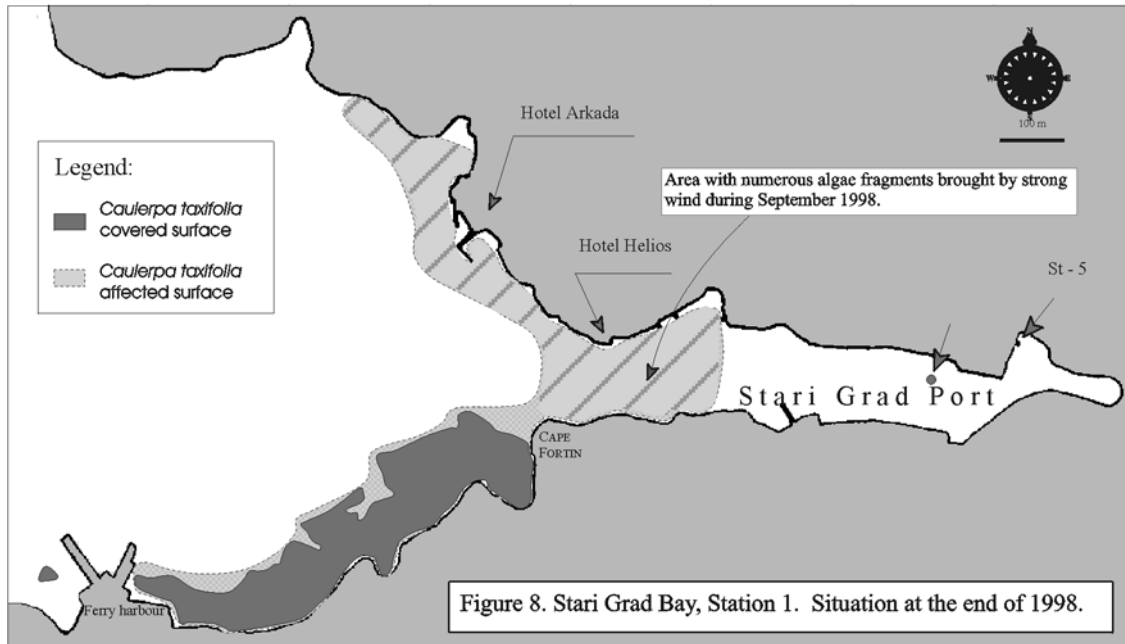 N
W E
S
100 m
Hotel Arkada
Legend:
Caulerpa taxifolia
covered surface
Caulerpa taxifolia
affected surface
Area with numerous algae fragments brought by strong
wind during September 1998.
Hotel Helios
St - 5
Stari Grad Port
CAPE
FORTIN
Ferry harbour
Figure 8. Stari Grad Bay, Station 1. Situation at the end of 1998.